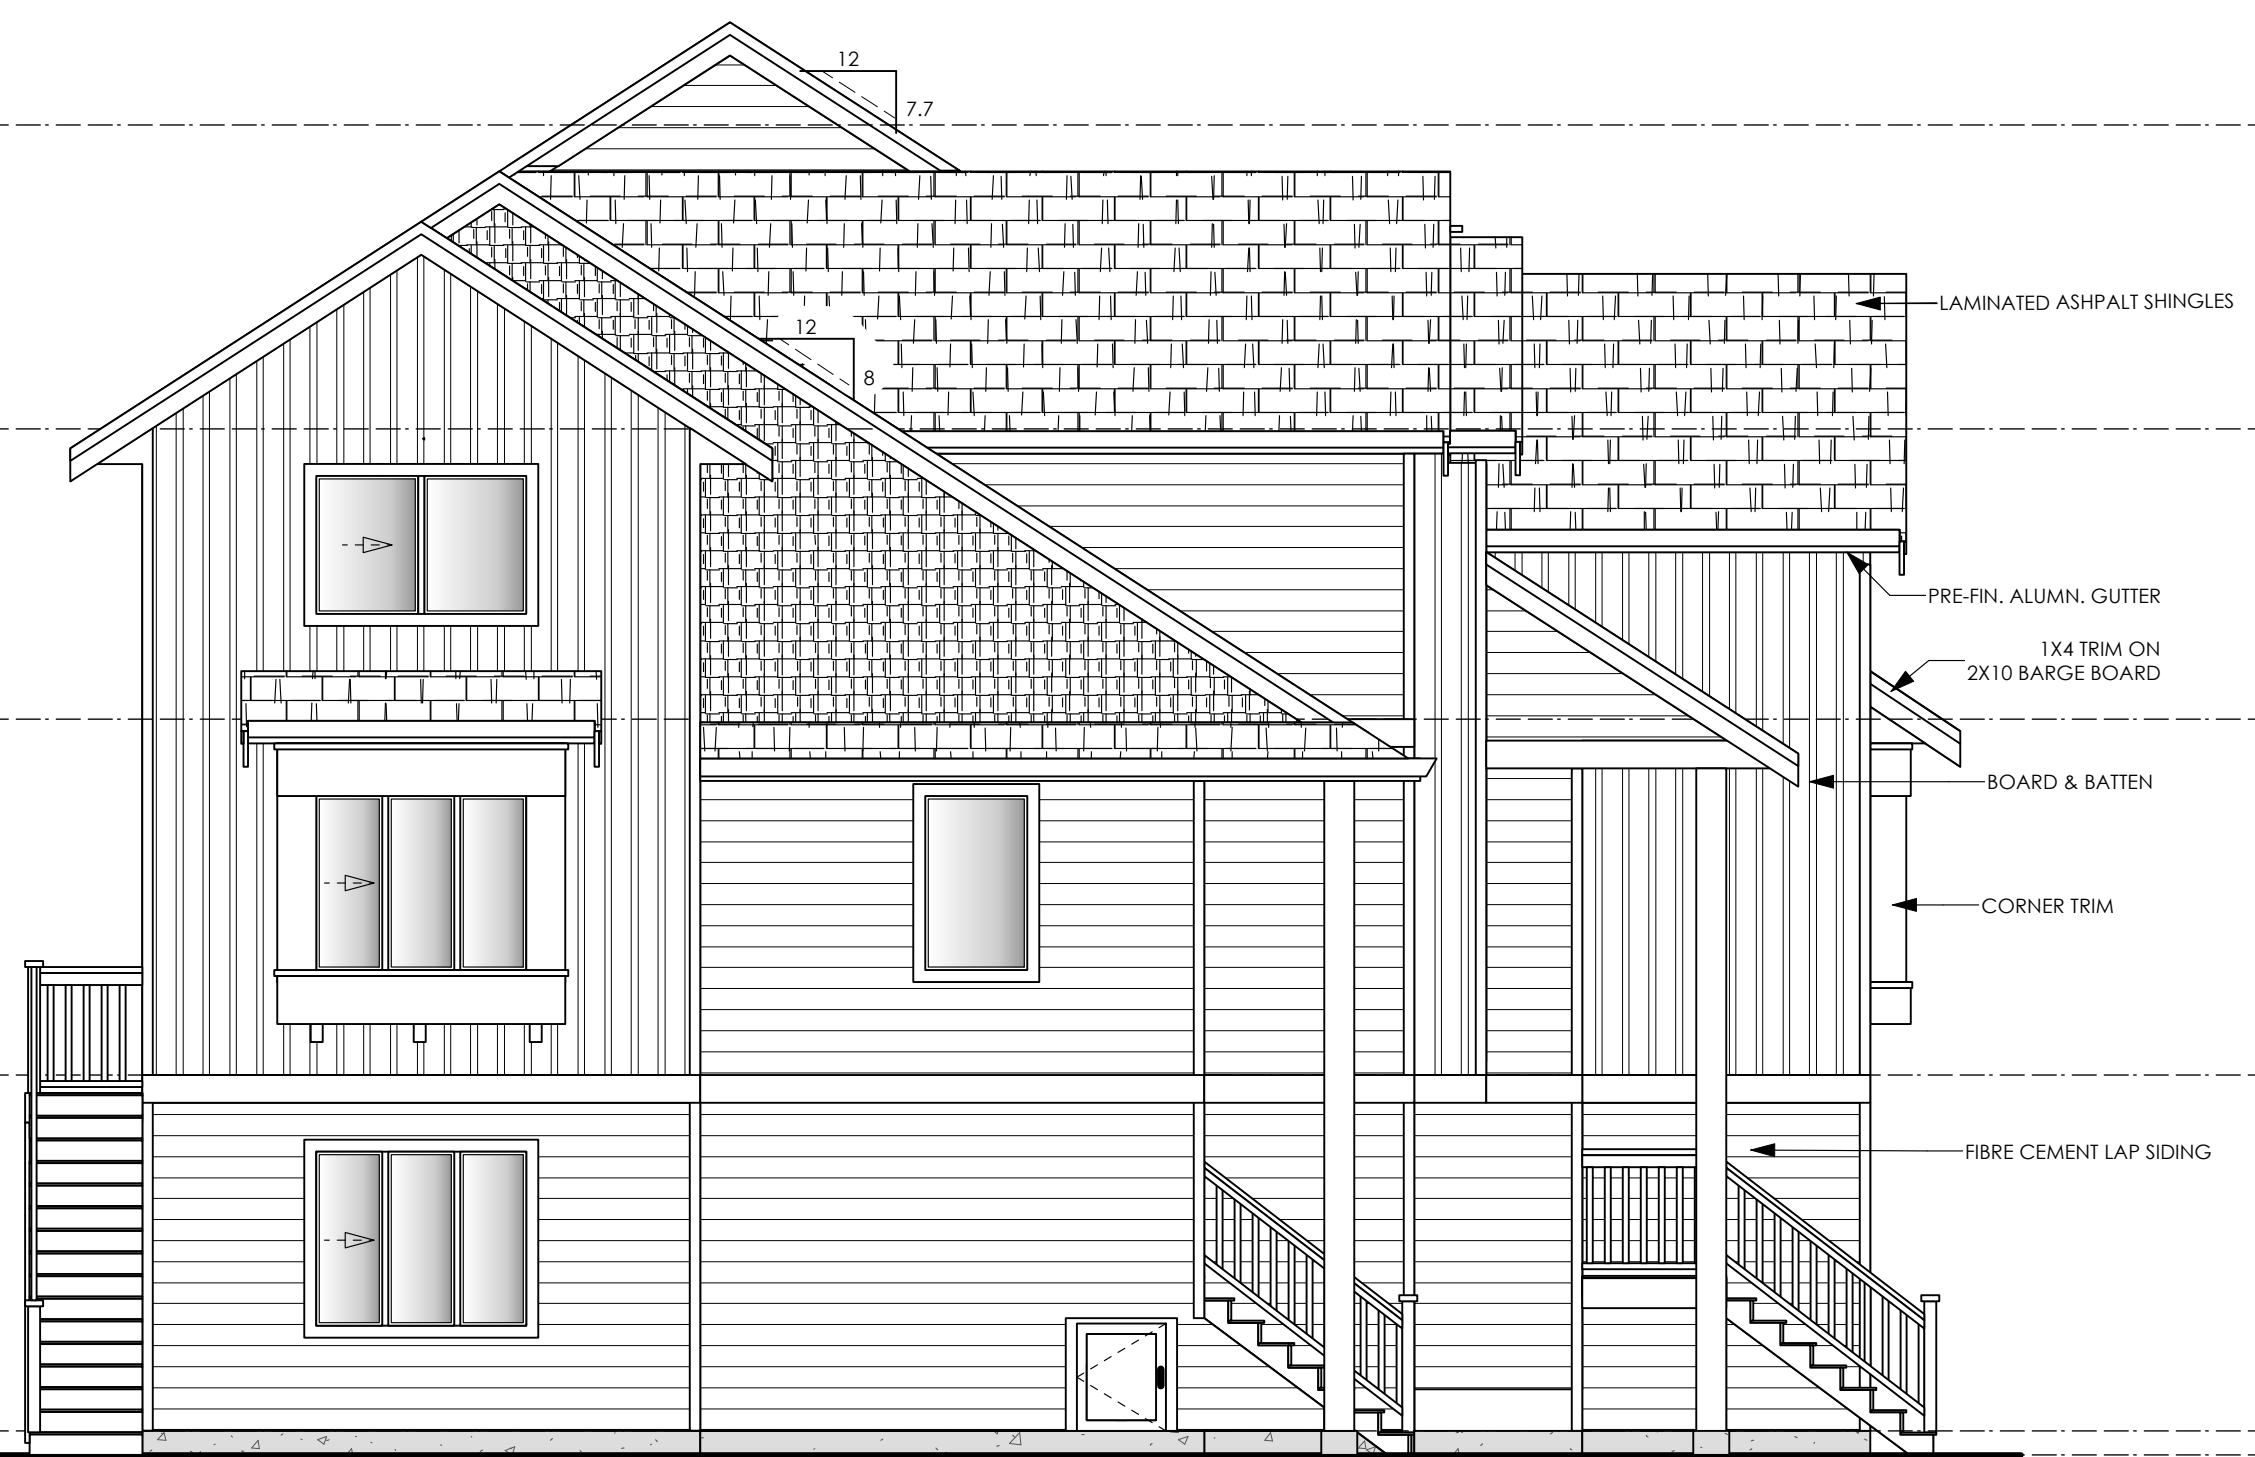 12
7.7
LAMINATED ASHPALT SHINGLES
12
8
PRE-FIN. ALUMN. GUTTER
1X4 TRIM ON
2X10 BARGE BOARD
BOARD & BATTEN
CORNER TRIM
FIBRE CEMENT LAP SIDING